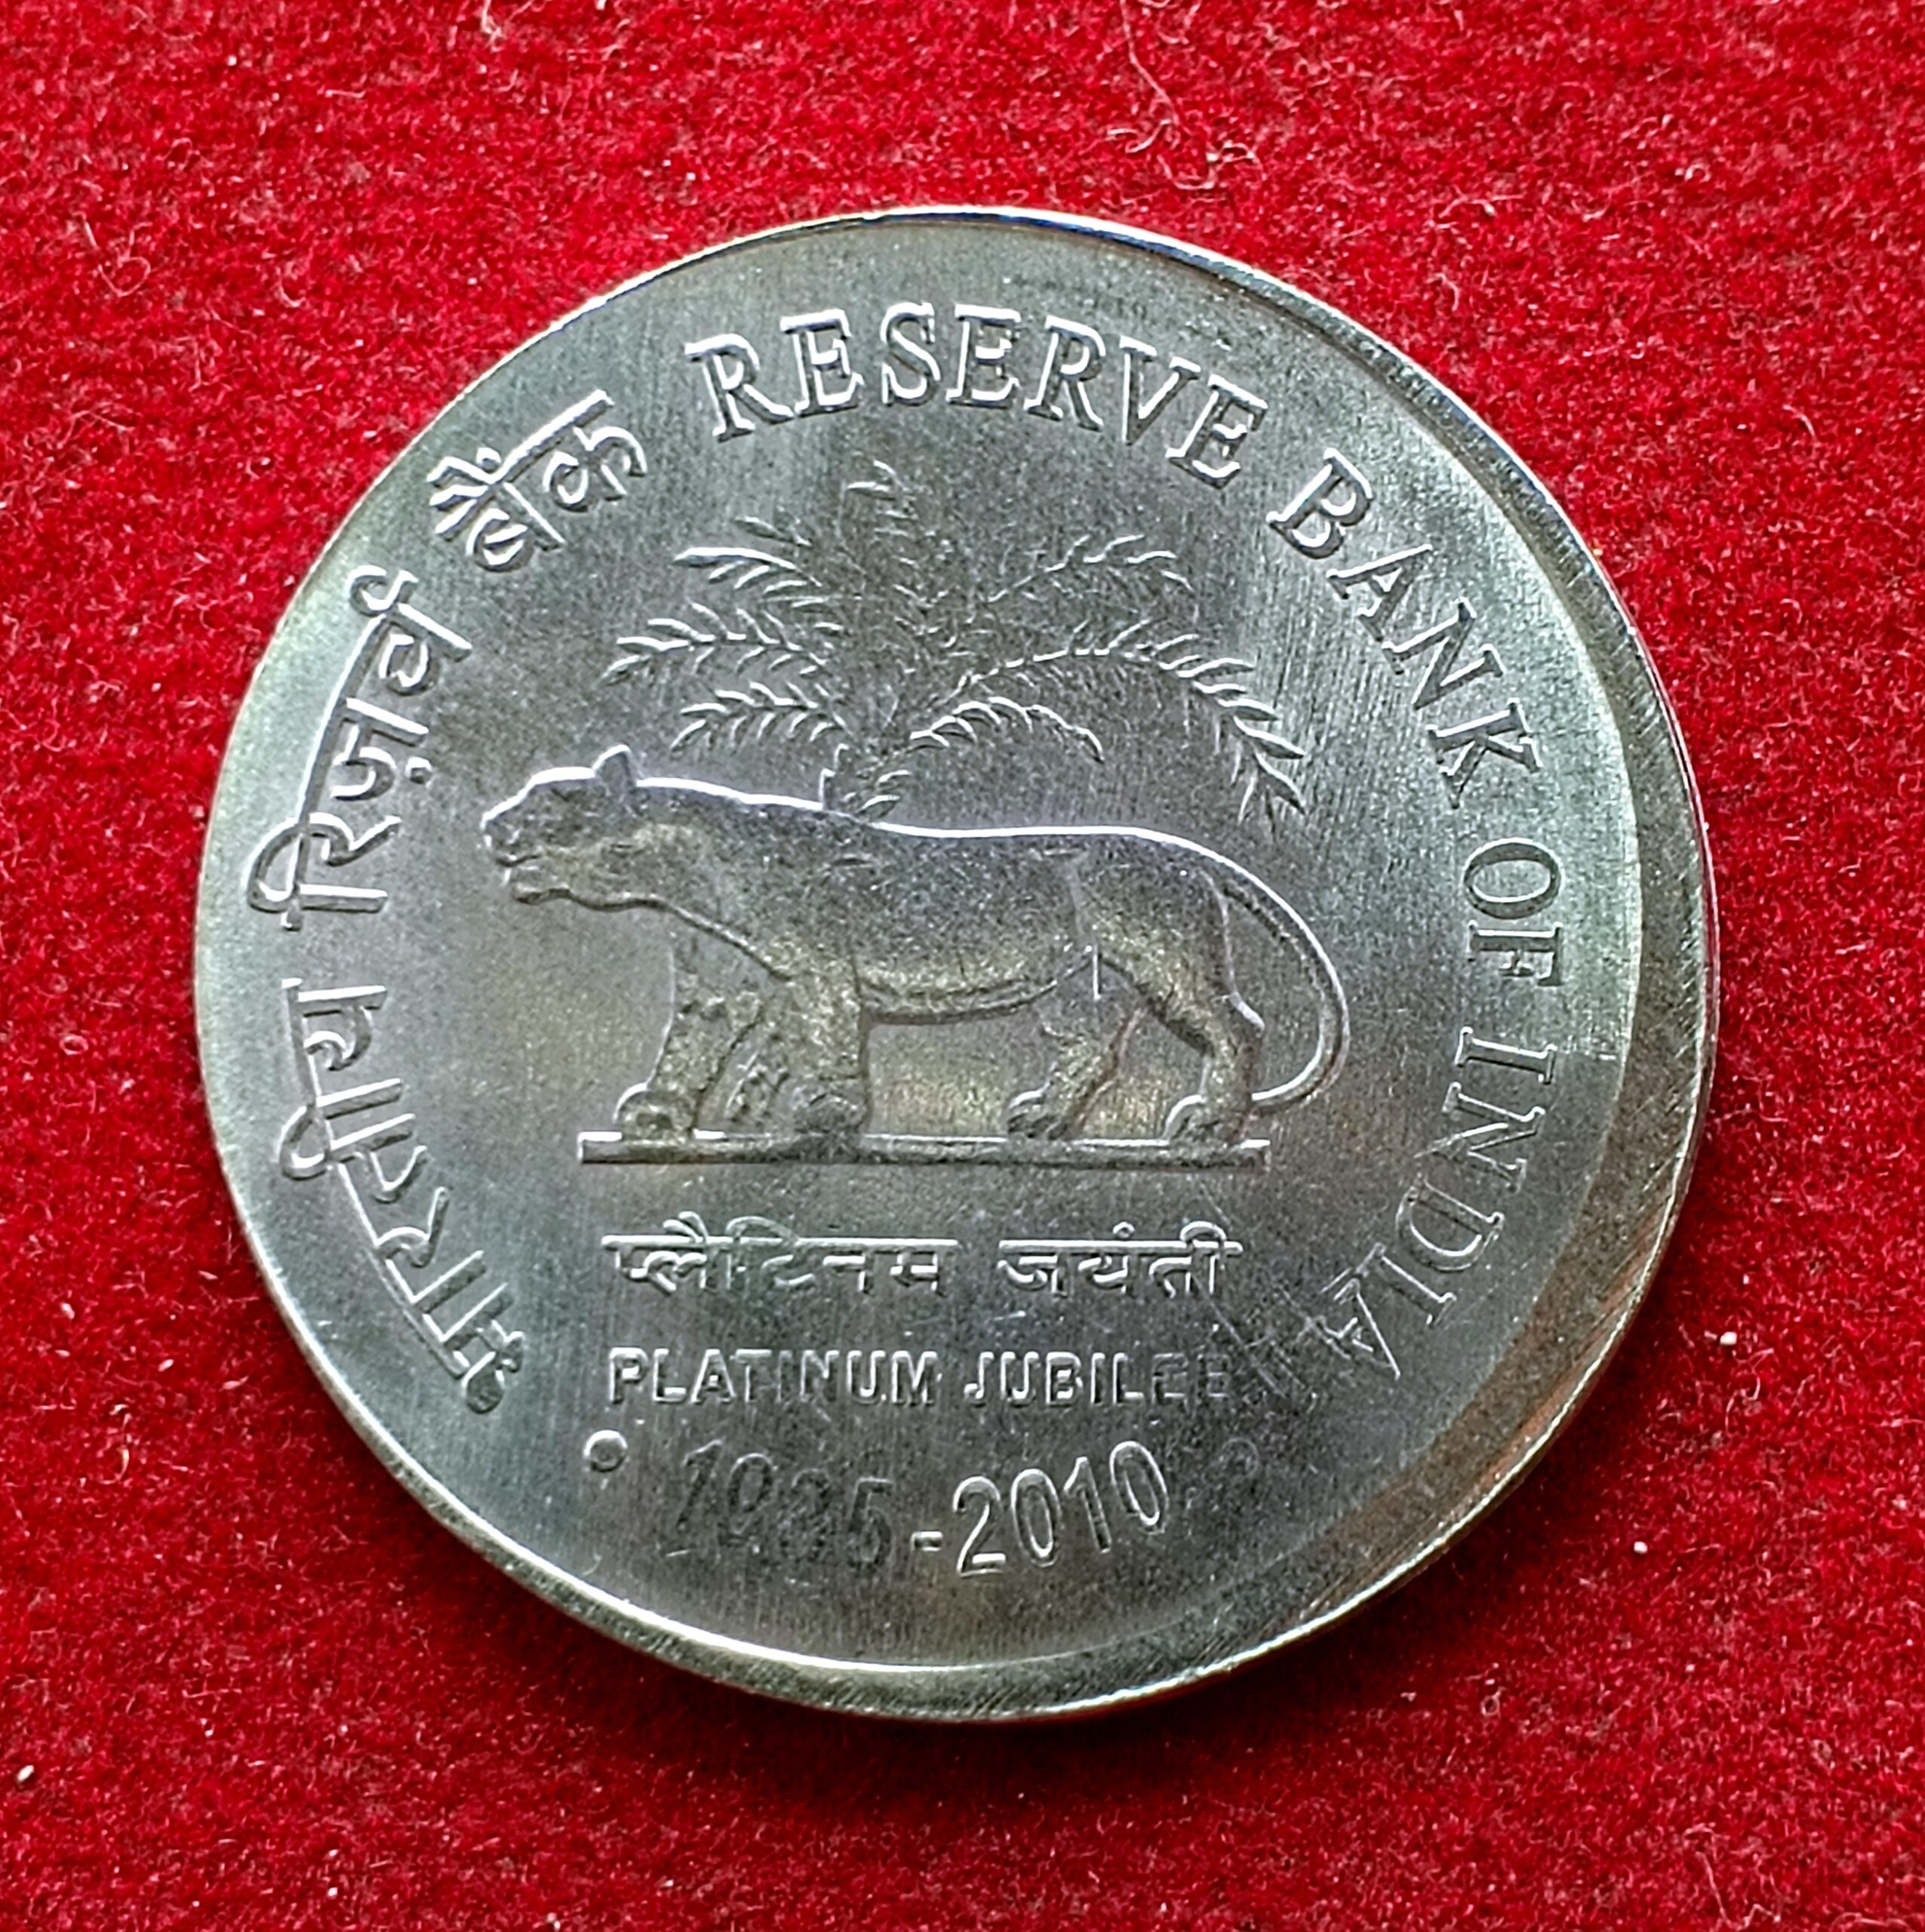 भारतीय रिज़र्व बैंक RESERVE BANK OF INDIA
प्लैटिनम जयंती
PLATINUM JUBILEE
1935-2010